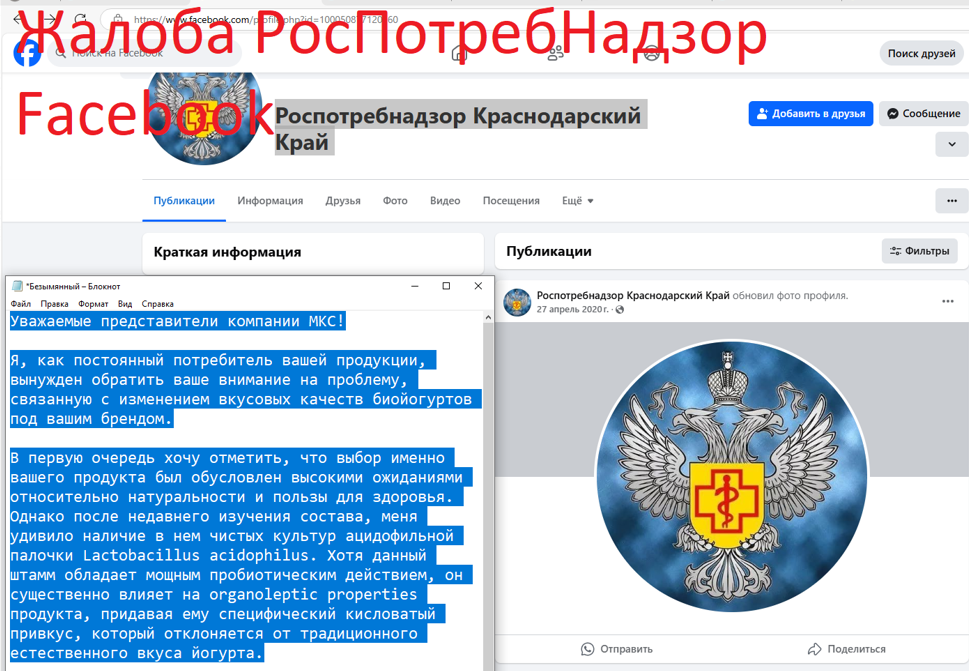 https://www.facebook.com/profile.php?id=100050877120760
Жалоба РосПотребНадзор
Facebook
Поиск на Facebook
Поиск друзей
Роспотребнадзор Краснодарский
Край
Добавить в друзья
Сообщение
Публикации Информация Друзья Фото Видео Посещения Ещё
Краткая информация
Публикации
Фильтры
Роспотребнадзор Краснодарский Край обновил фото профиля.
27 апрель 2020 г. ·
*Безымянный – Блокнот
Файл Правка Формат Вид Справка
Уважаемые представители компании МКС!
Я, как постоянный потребитель вашей продукции,
вынужден обратить ваше внимание на проблему,
связанную с изменением вкусовых качеств биойогуртов
под вашим брендом.
В первую очередь хочу отметить, что выбор именно
вашего продукта был обусловлен высокими ожиданиями
относительно натуральности и пользы для здоровья.
Однако после недавнего изучения состава, меня
удивило наличие в нем чистых культур ацидофильной
палочки Lactobacillus acidophilus. Хотя данный
штамм обладает мощным пробиотическим действием, он
существенно влияет на organoleptic properties
продукта, придавая ему специфический кисловатый
привкус, который отклоняется от традиционного
естественного вкуса йогурта.
Отправить
Поделиться